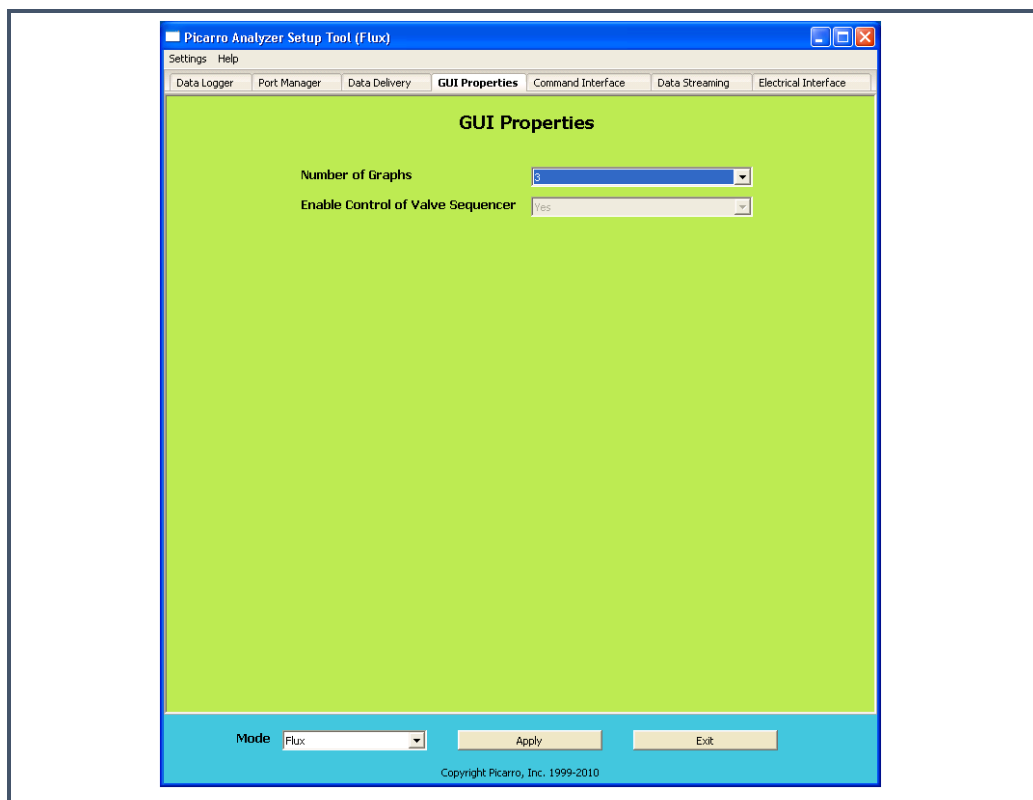 Picarro Analyzer Setup Tool (Flux)
Settings Help
Data Logger Port Manager Data Delivery GUI Properties Command Interface Data Streaming Electrical Interface
GUI Properties
Number of Graphs 3
Enable Control of Valve Sequencer Yes
Mode Flux Apply Exit
Copyright Picarro, Inc. 1999-2010